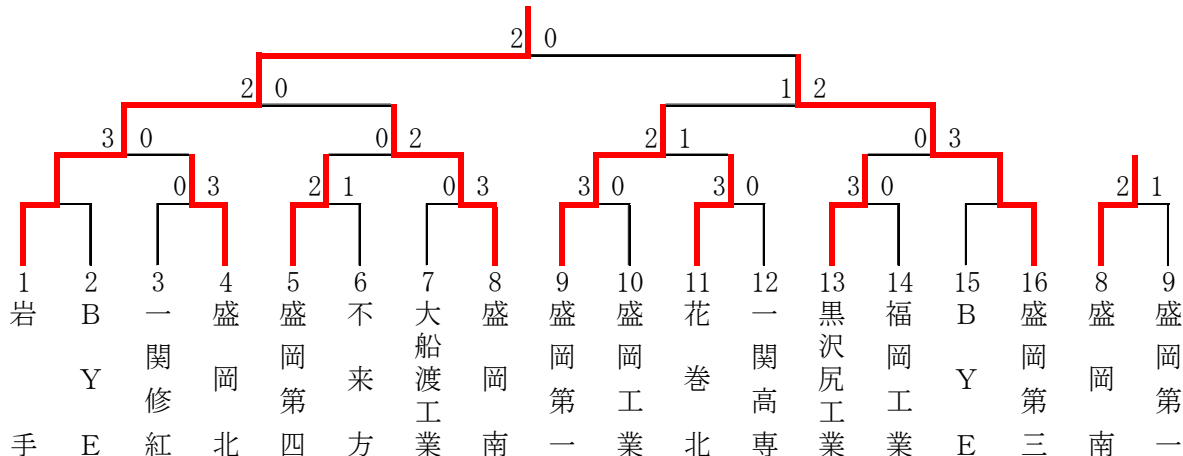 2 0
2 0
1 2
3 0
0 2
2 1
0 3
0 3
2 1
0 3
3 0
3 0
3 0
2 1
1
2
3
4
5
6
7
8
9
10
11
12
13
14
15
16
8
9
岩手
BYE
一関修紅
盛岡北
盛岡第四
不来方
大船渡工業
盛岡南
盛岡第一
盛岡工業
花巻北
一関高専
黒沢尻工業
福岡工業
BYE
盛岡第三
盛岡南
盛岡第一